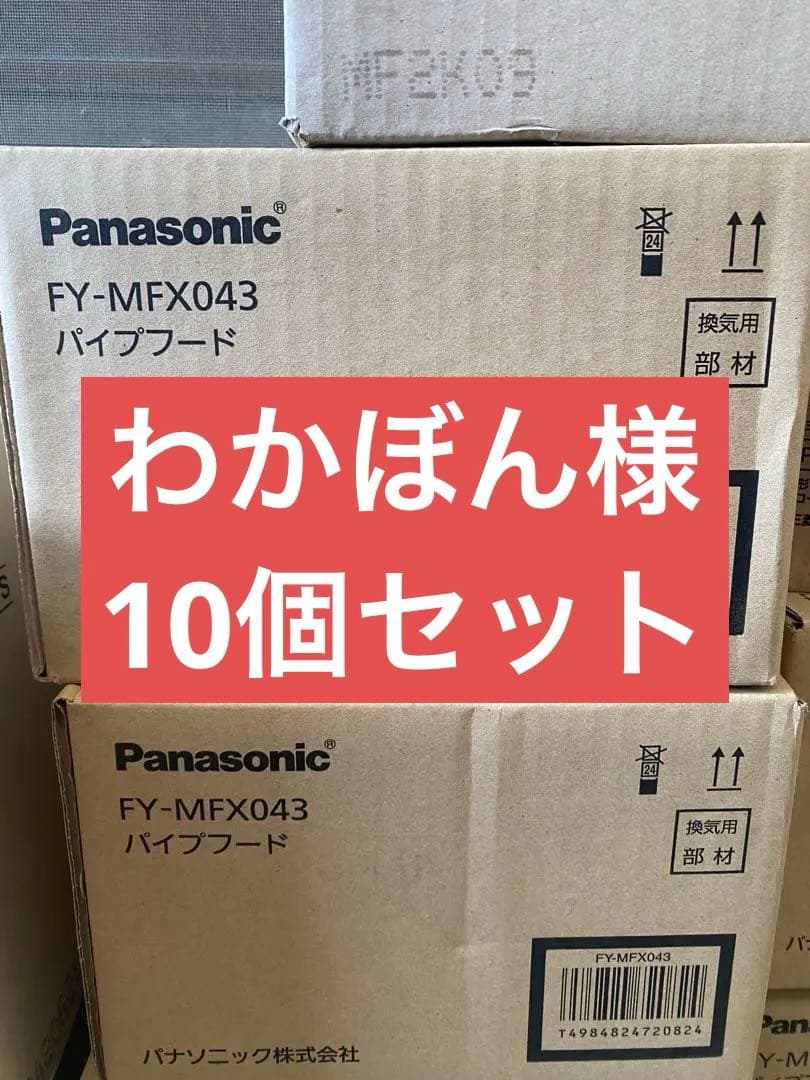 MF2K03
Panasonic®
FY-MFX043
パイプフード
24
換気用
部材
わかぼん様
10個セット
Panasonic®
FY-MFX043
パイプフード
24
換気用
部材
FY-MFX043
T4984824720824
パナソニック株式会社
Pan
Y-M